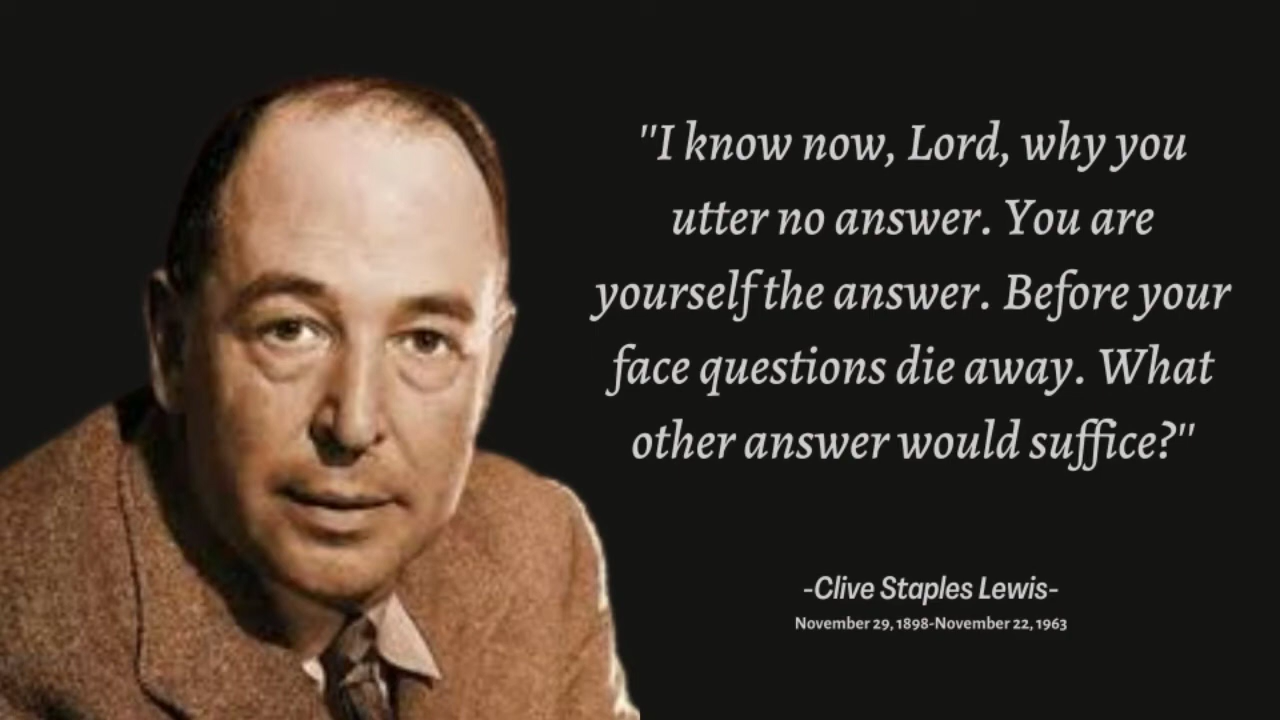 "I know now, Lord, why you
utter no answer. You are
yourself the answer. Before your
face questions die away. What
other answer would suffice?"
-Clive Staples Lewis-
November 29, 1898-November 22, 1963